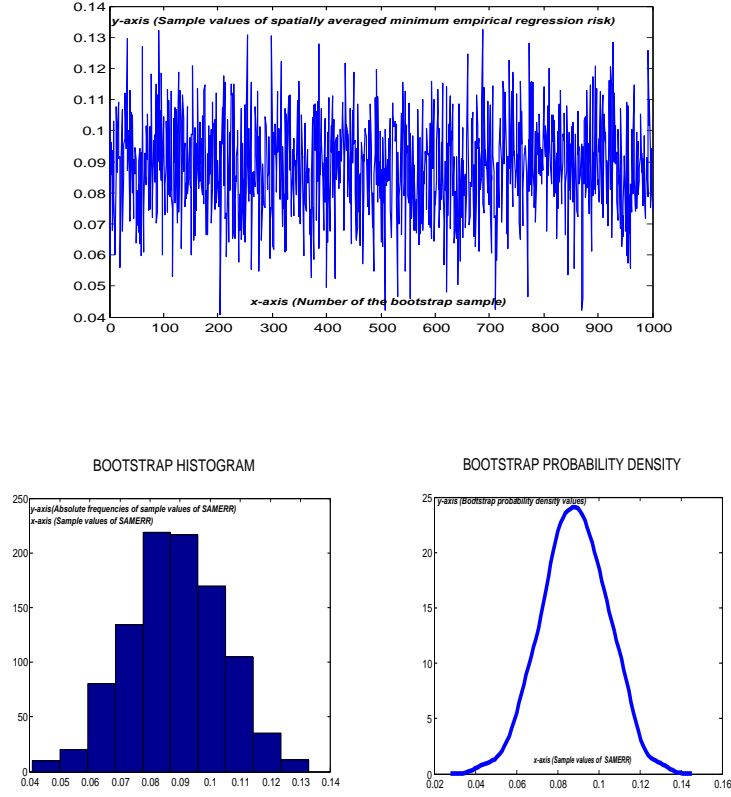 y-axis (Sample values of spatially averaged minimum empirical regression risk)
0.14
0.13
0.12
0.11
0.1
0.09
0.08
0.07
0.06
0.05
0.04
x-axis (Number of the bootstrap sample)
0 100 200 300 400 500 600 700 800 900 1000
BOOTSTRAP HISTOGRAM
y-axis(Absolute frequencies of sample values of SAMERR)
x-axis (Sample values of SAMERR)
250
200
150
100
50
0
0.04 0.05 0.06 0.07 0.08 0.09 0.1 0.11 0.12 0.13 0.14
BOOTSTRAP PROBABILITY DENSITY
y-axis (Bootstrap probability density values)
25
20
15
10
5
0
x-axis (Sample values of SAMERR)
0.02 0.04 0.06 0.08 0.1 0.12 0.14 0.16